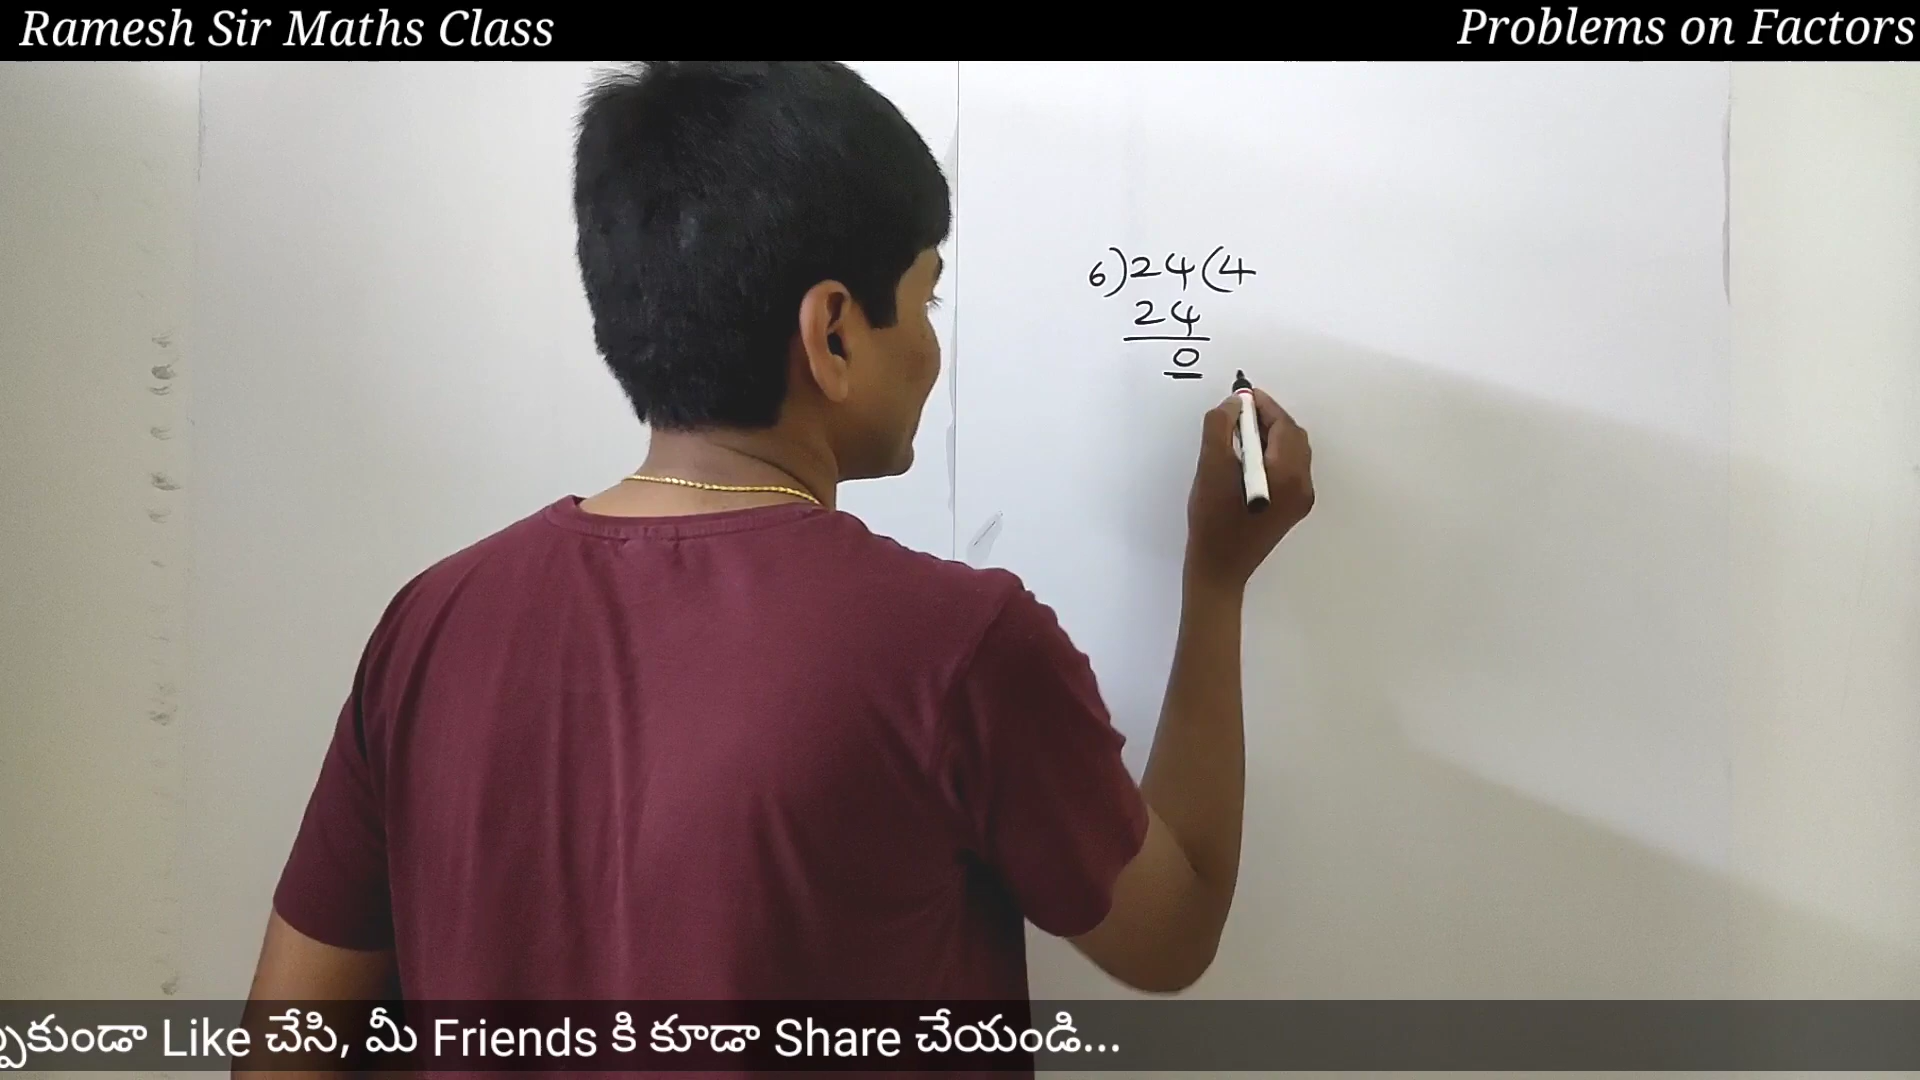 Ramesh Sir Maths Class
Problems on Factors
6)24(4
24
0
కుండా Like చేసి, మీ Friends కి కూడా Share చేయండి...